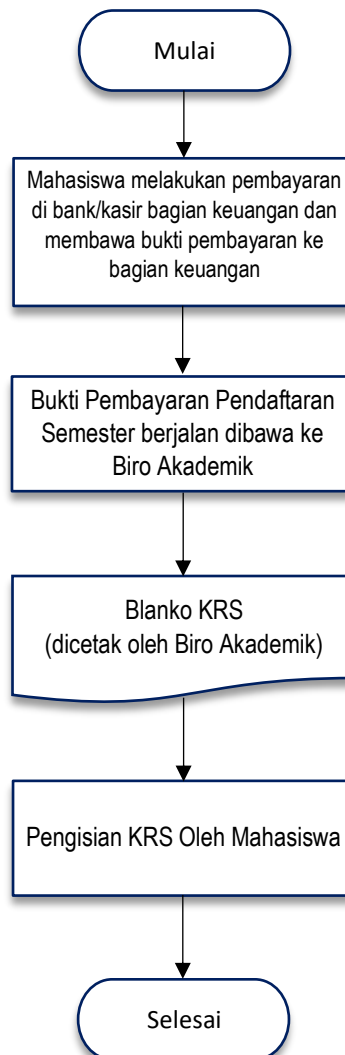 Mulai
Mahasiswa melakukan pembayaran
di bank/kasir bagian keuangan dan
membawa bukti pembayaran ke
bagian keuangan
Bukti Pembayaran Pendaftaran
Semester berjalan dibawa ke
Biro Akademik
Blanko KRS
(dicetak oleh Biro Akademik)
Pengisian KRS Oleh Mahasiswa
Selesai